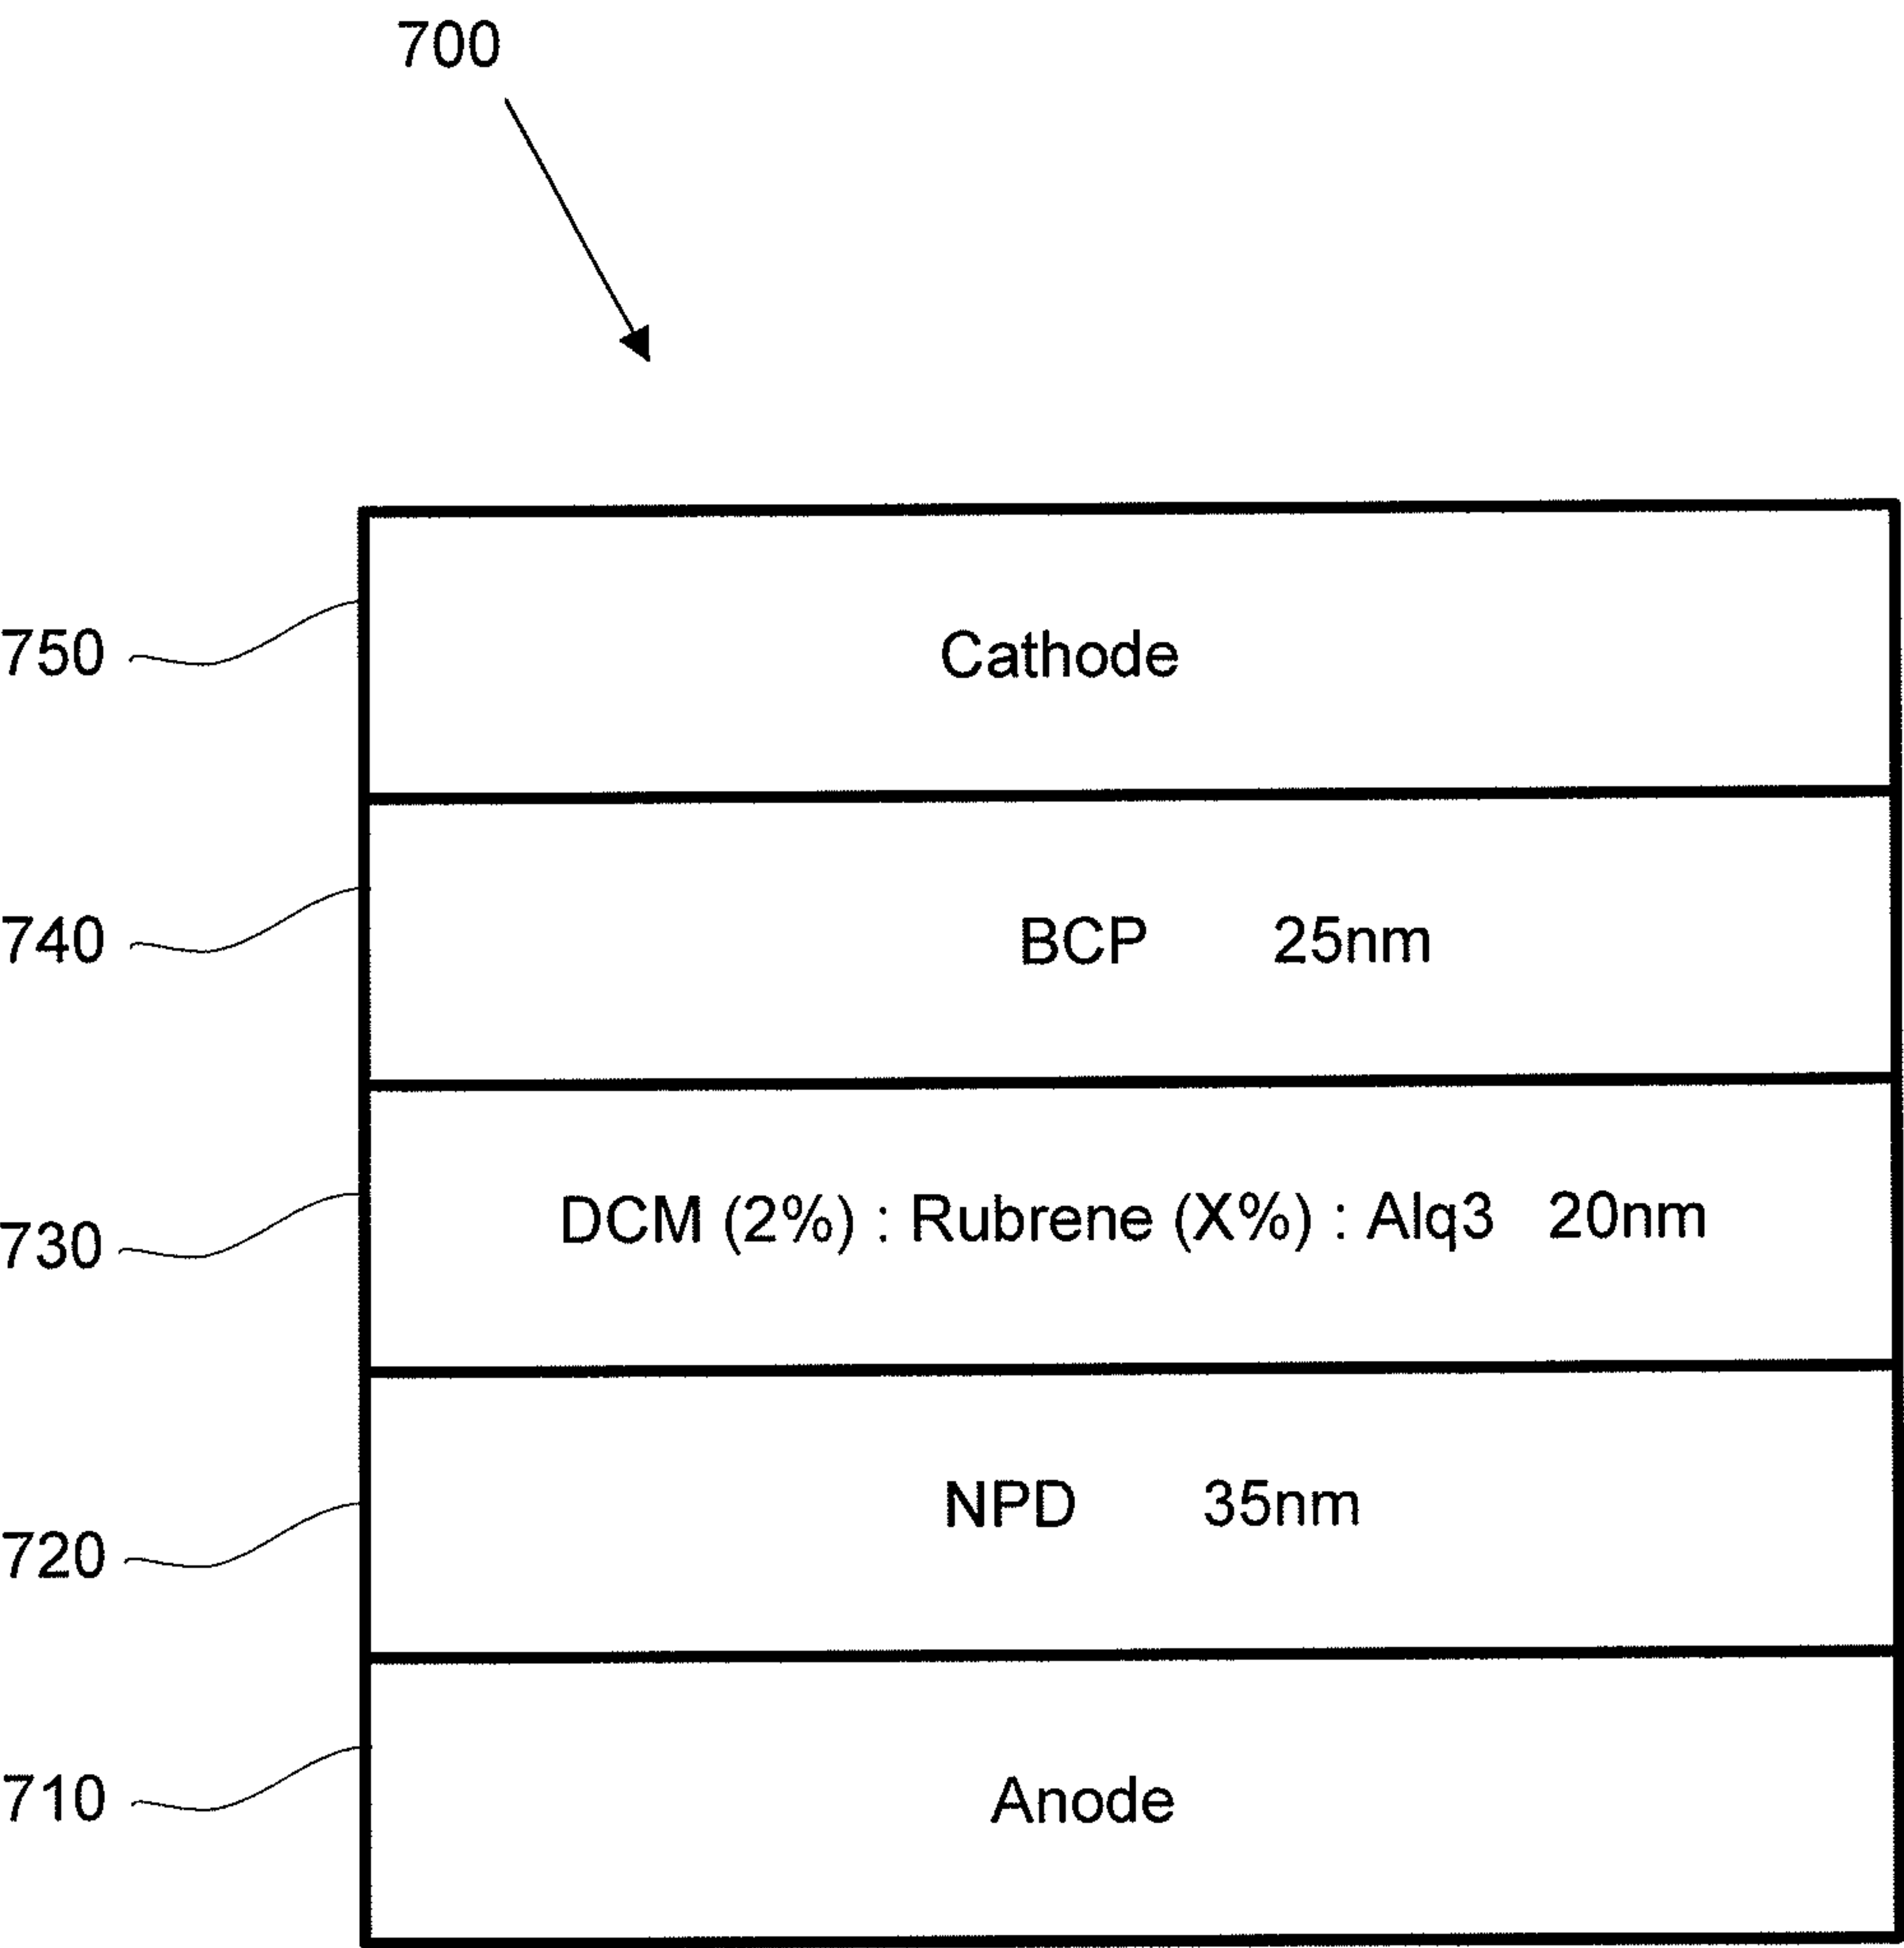 700
750 Cathode
740 BCP 25nm
730 DCM (2%) : Rubrene (X%) : Alq3 20nm
720 NPD 35nm
710 Anode